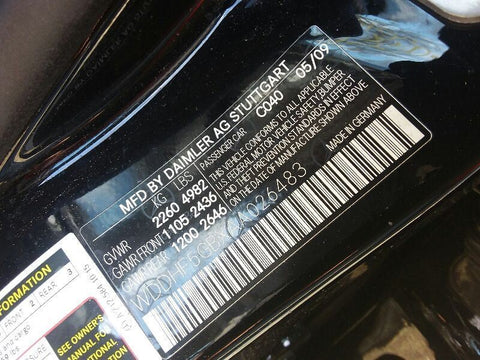 MFD BY DAIMLER AG STUTTGART
KG LBS PASSENGER CAR C040 05/09
GVWR 2260 4982
GAWR FRONT 1105 2436
1200 2646
THIS VEHICLE CONFORMS TO ALL APPLICABLE
U.S. FEDERAL MOTOR VEHICLE SAFETY BUMPER
AND THEFT PREVENTION STANDARDS IN EFFECT
ON THE DATE OF MANUFACTURE SHOWN ABOVE
MADE IN GERMANY
A026483
FORMATION
FRONT 2 REAR 3
SEE OWNER'S
MANUAL FOR